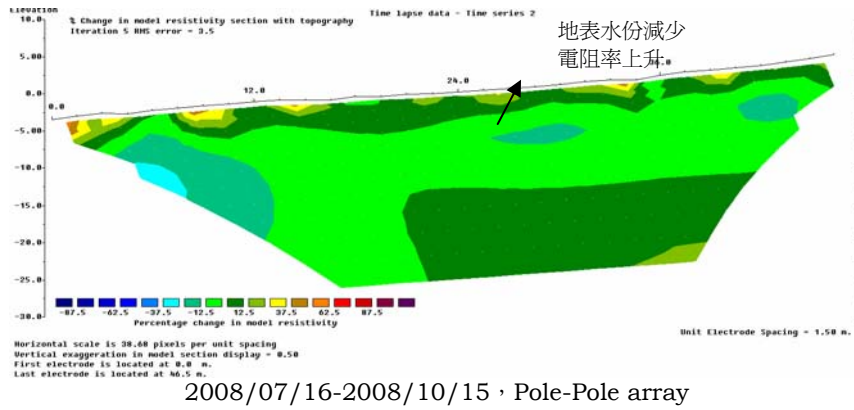 Elevation
Time lapse data - Time series 2
10.0
% Change in model resistivity section with topography
Iteration 5 RMS error = 3.5
地表水份減少
電阻率上升
5.00
36.0
24.0
12.0
0.0
0.0
-5.00
-10.0
-15.0
-20.0
-25.0
-30.0
-87.5 -62.5 -37.5 -12.5 12.5 37.5 62.5 87.5
Percentage change in model resistivity
Unit Electrode Spacing = 1.50 m.
Horizontal scale is 38.60 pixels per unit spacing
Vertical exaggeration in model section display = 0.50
First electrode is located at 0.0 m.
Last electrode is located at 46.5 m.
2008/07/16-2008/10/15，Pole-Pole array